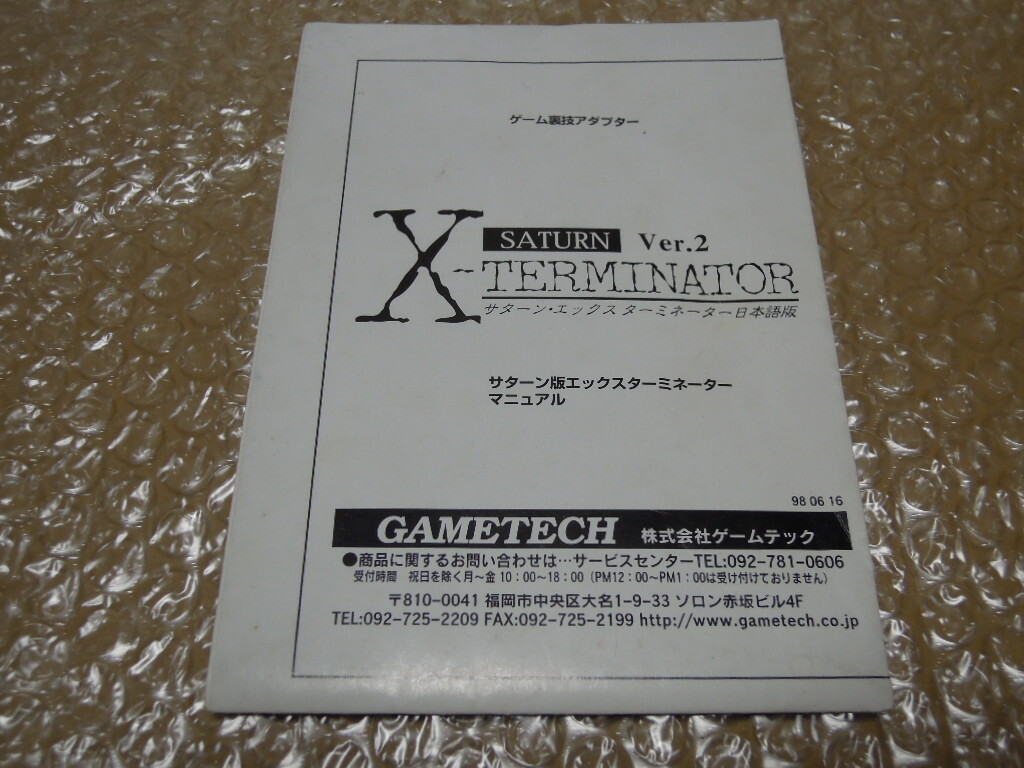 ゲーム裏技アダプター
SATURN Ver.2
X-TERMINATOR
サターン・エックスターミネーター日本語版
サターン版エックスターミネーター
マニュアル
98 06 16
GAMETECH 株式会社ゲームテック
●商品に関するお問い合わせは…サービスセンターTEL:092-781-0606
受付時間 祝日を除く月～金 10:00～18:00 (PM12:00～PM1:00は受け付けておりません)
〒810-0041 福岡市中央区大名1-9-33 ソロン赤坂ビル4F
TEL:092-725-2209 FAX:092-725-2199 http://www.gametech.co.jp